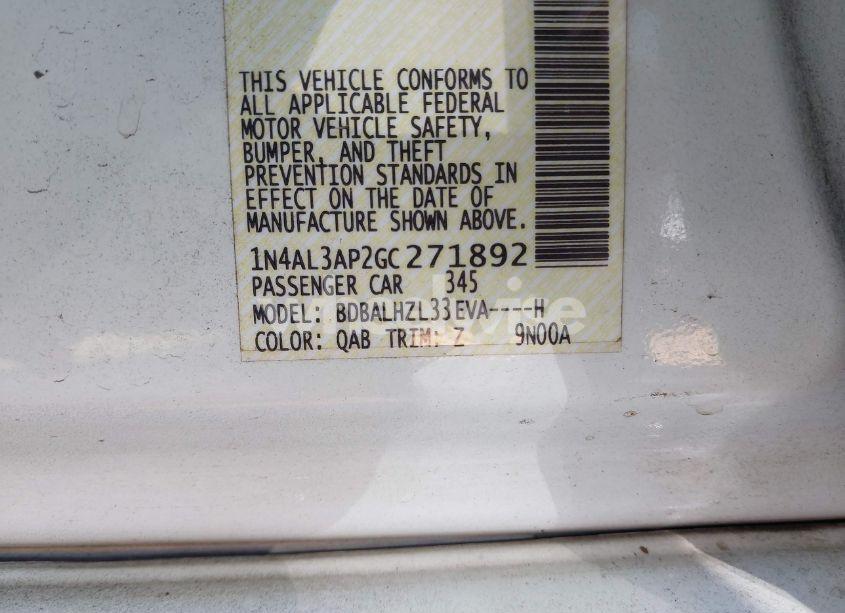 THIS VEHICLE CONFORMS TO
ALL APPLICABLE FEDERAL
MOTOR VEHICLE SAFETY,
BUMPER, AND THEFT
PREVENTION STANDARDS IN
EFFECT ON THE DATE OF
MANUFACTURE SHOWN ABOVE.
1N4AL3AP2GC271892
PASSENGER CAR 345
MODEL: BDBALHZL33EVA----H
COLOR: QAB TRIM: Z 9N00A